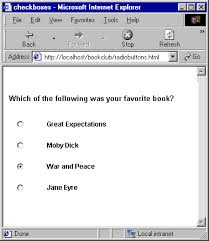 checkboxes - Microsoft Internet Explorer
File Edit View Favorites Tools Help
Back Forward Stop Refresh
Address http://localhost/bookclub/radiobuttons.html Go
Which of the following was your favorite book?
Great Expectations
Moby Dick
War and Peace
Jane Eyre
Done Local intranet